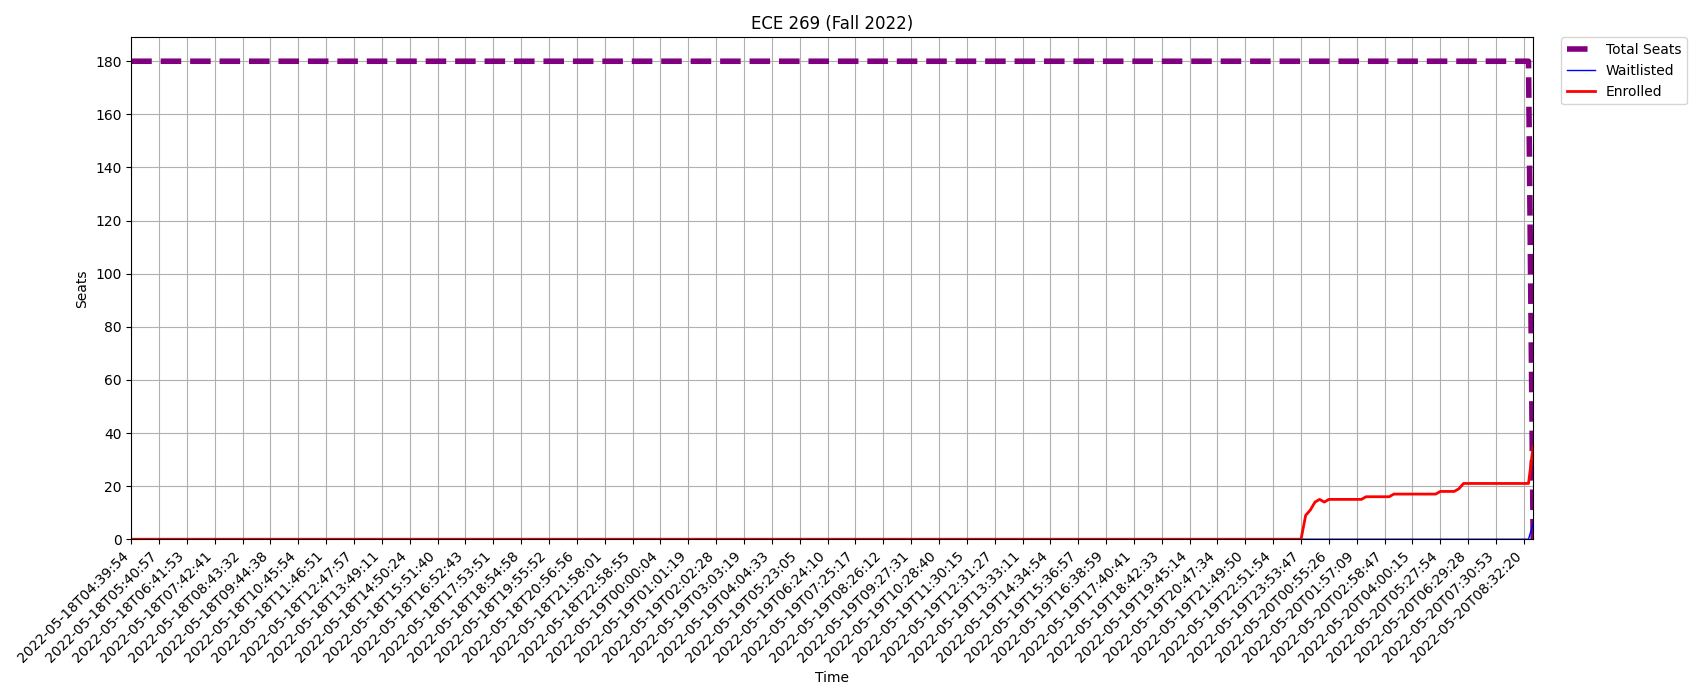 ECE 269 (Fall 2022)
Total Seats
Waitlisted
Enrolled
180
160
140
120
100
80
60
40
20
0
Seats
2022-05-18T04:39:54
2022-05-18T05:40:57
2022-05-18T06:41:53
2022-05-18T07:42:41
2022-05-18T08:43:32
2022-05-18T09:44:38
2022-05-18T10:45:54
2022-05-18T11:46:51
2022-05-18T12:47:57
2022-05-18T13:49:11
2022-05-18T14:50:24
2022-05-18T15:51:40
2022-05-18T16:52:43
2022-05-18T17:53:51
2022-05-18T18:54:58
2022-05-18T19:55:52
2022-05-18T20:56:56
2022-05-18T21:58:01
2022-05-18T22:58:55
2022-05-19T00:00:04
2022-05-19T01:01:19
2022-05-19T02:02:28
2022-05-19T03:03:19
2022-05-19T04:04:33
2022-05-19T05:23:05
2022-05-19T06:24:10
2022-05-19T07:25:17
2022-05-19T08:26:12
2022-05-19T09:27:31
2022-05-19T10:28:40
2022-05-19T11:30:15
2022-05-19T12:31:27
2022-05-19T13:33:11
2022-05-19T14:34:54
2022-05-19T15:36:57
2022-05-19T16:38:59
2022-05-19T17:40:41
2022-05-19T18:42:33
2022-05-19T19:45:14
2022-05-19T20:47:34
2022-05-19T21:49:50
2022-05-19T22:51:54
2022-05-19T23:53:47
2022-05-20T00:55:26
2022-05-20T01:57:09
2022-05-20T02:58:47
2022-05-20T04:00:15
2022-05-20T05:27:54
2022-05-20T06:29:28
2022-05-20T07:30:53
2022-05-20T08:32:20
Time